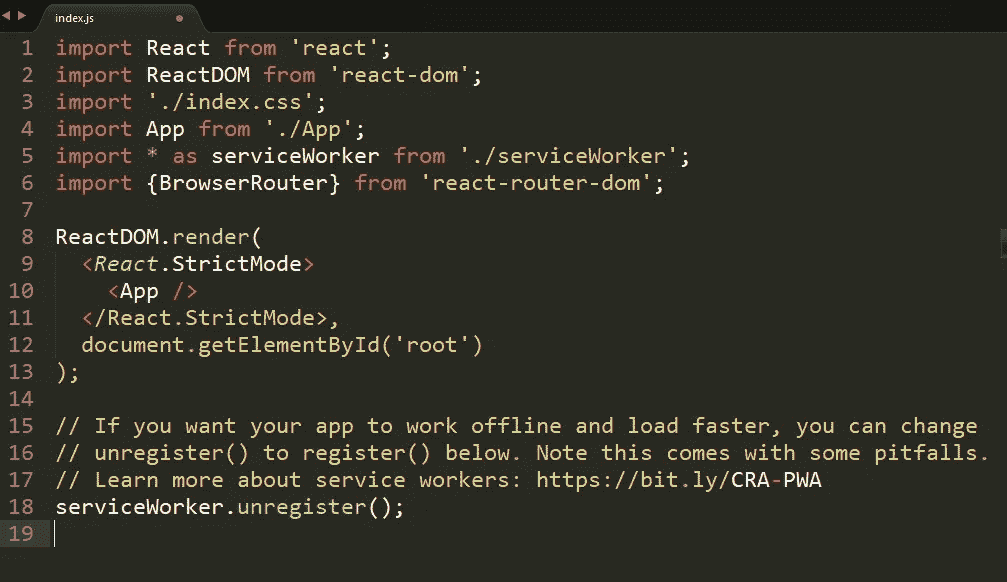 index.js
1 import React from 'react';
2 import ReactDOM from 'react-dom';
3 import './index.css';
4 import App from './App';
5 import * as serviceWorker from './serviceWorker';
6 import {BrowserRouter} from 'react-router-dom';
7
8 ReactDOM.render(
9   <React.StrictMode>
10     <App />
11   </React.StrictMode>,
12   document.getElementById('root')
13 );
14
15 // If you want your app to work offline and load faster, you can change
16 // unregister() to register() below. Note this comes with some pitfalls.
17 // Learn more about service workers: https://bit.ly/CRA-PWA
18 serviceWorker.unregister();
19